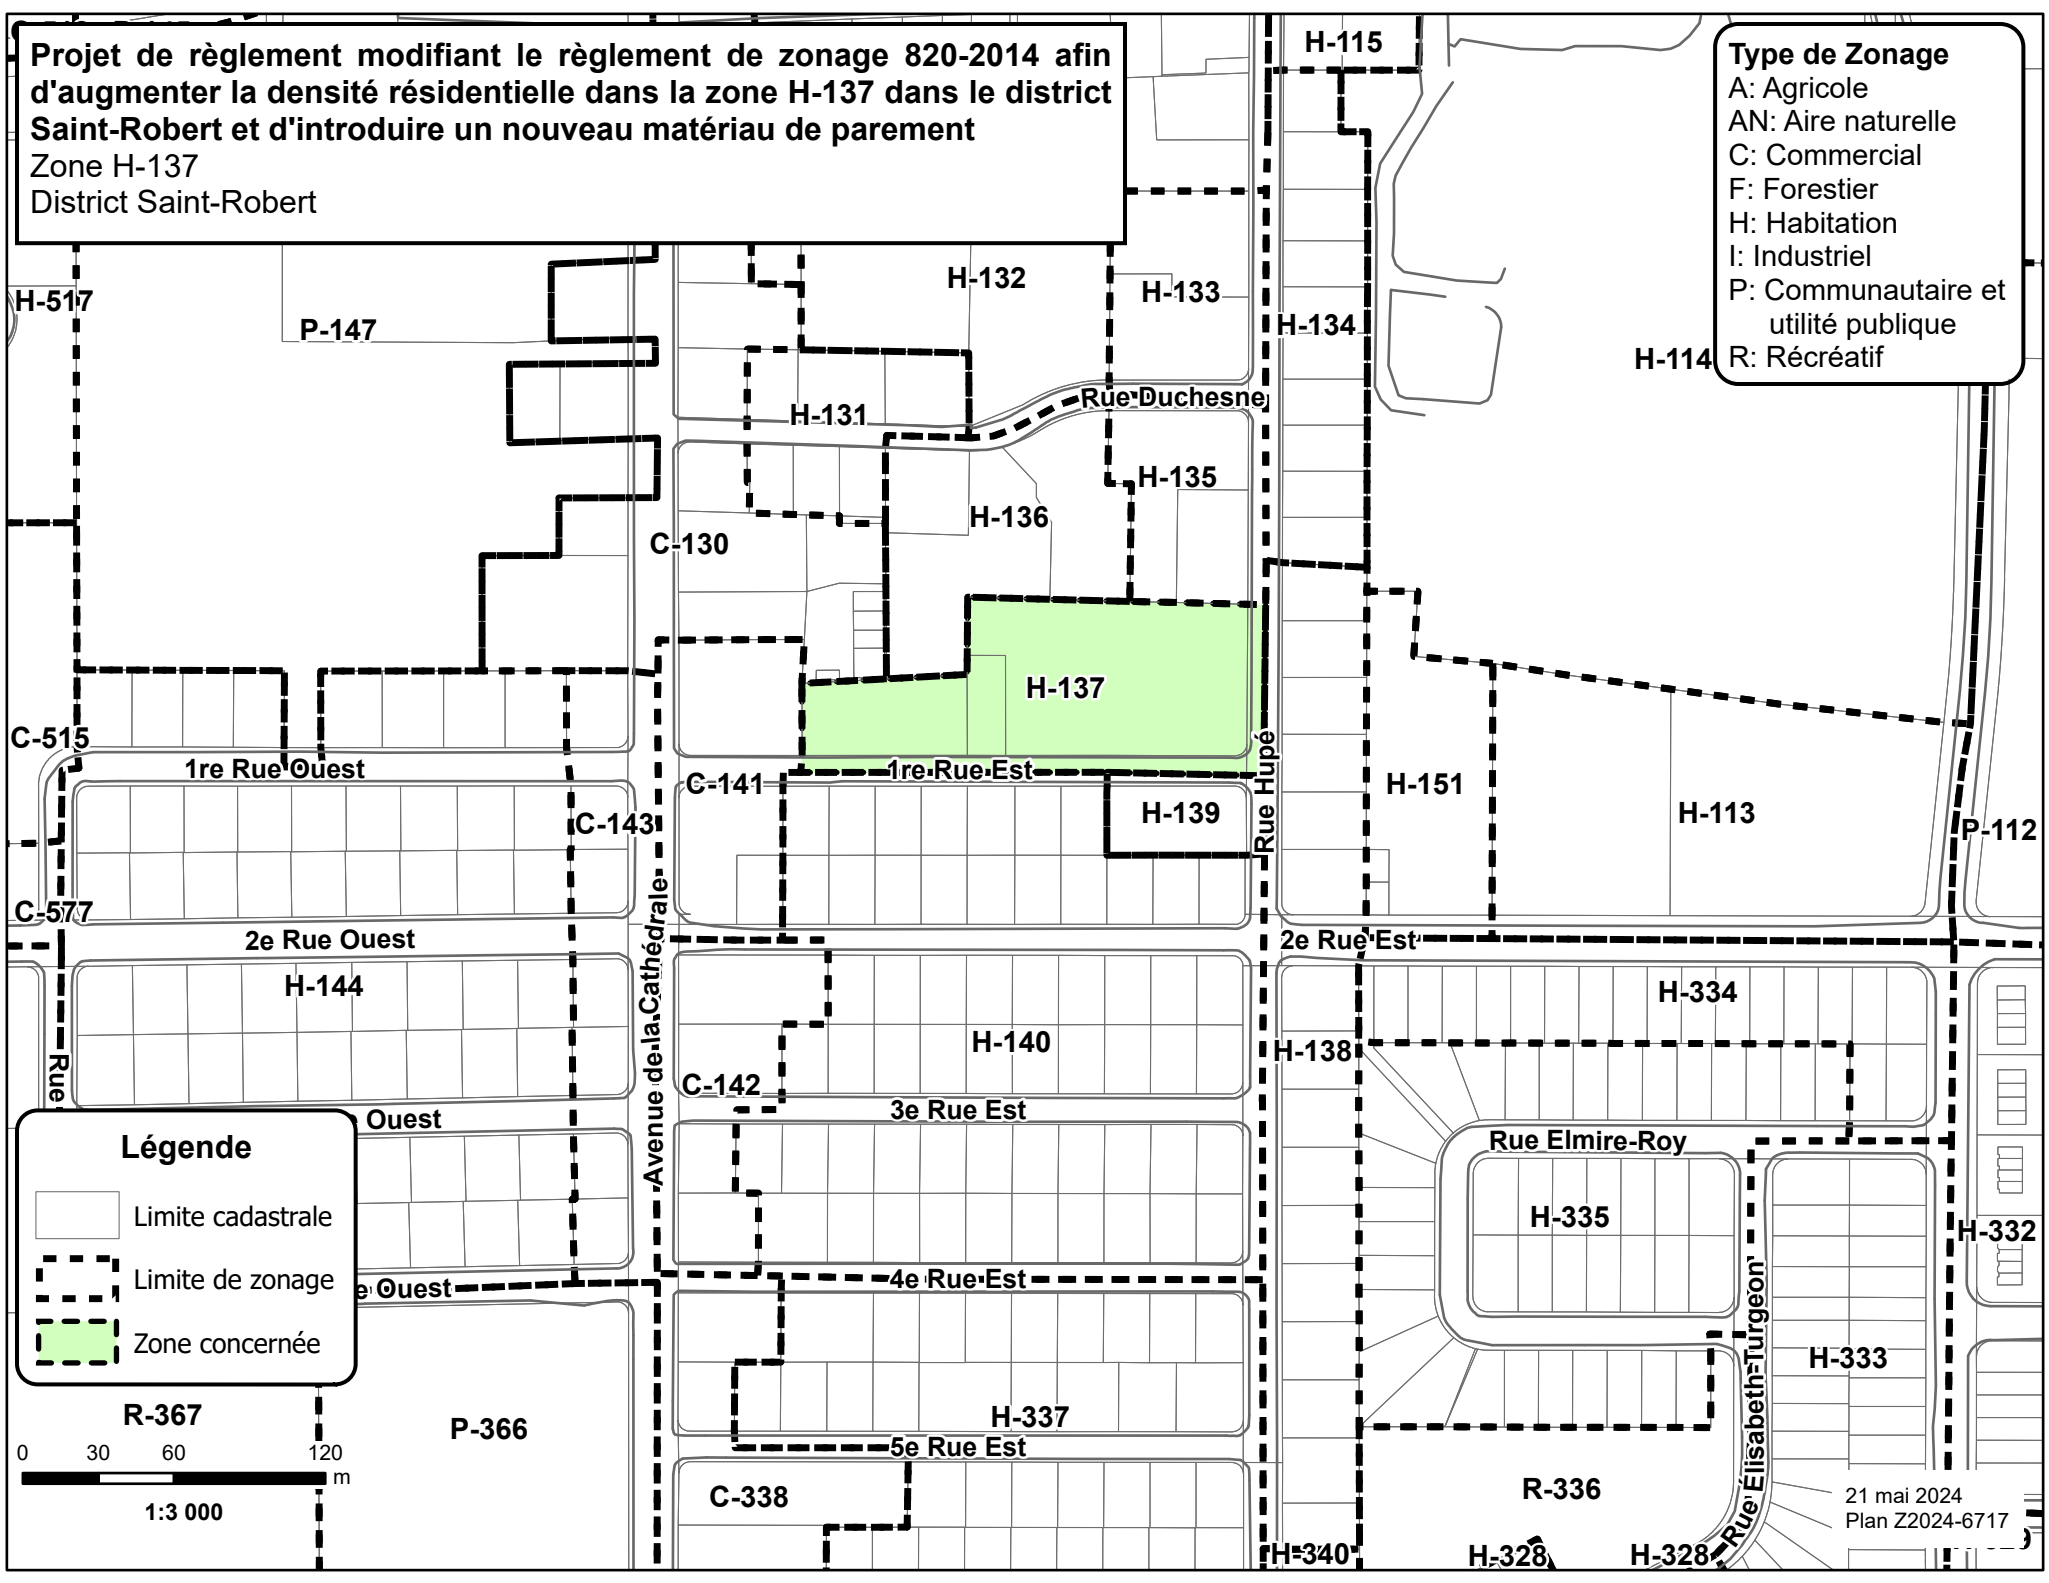 Projet de règlement modifiant le règlement de zonage 820-2014 afin
d'augmenter la densité résidentielle dans la zone H-137 dans le district
Saint-Robert et d'introduire un nouveau matériau de parement
Zone H-137
District Saint-Robert
Type de Zonage
A: Agricole
AN: Aire naturelle
C: Commercial
F: Forestier
H: Habitation
I: Industriel
P: Communautaire et
utilité publique
R: Récréatif
H-115
H-517
P-147
H-132
H-133
H-134
H-114
Rue Duchesne
H-131
H-135
H-136
C-130
H-137
C-515
1re Rue Ouest
1re Rue Est
C-141
Rue Hupé
H-139
H-151
H-113
C-143
P-112
C-577
2e Rue Ouest
2e Rue Est
Avenue de la Cathédrale
H-144
H-334
H-140
H-138
Rue
C-142
3e Rue Est
Ouest
Rue Elmire-Roy
H-335
H-332
4e Rue Est
e Ouest
Rue Élisabeth-Turgeon
H-333
Légende
Limite cadastrale
Limite de zonage
Zone concernée
R-367
P-366
H-337
5e Rue Est
0 30 60 120
m
1:3 000
C-338
R-336
21 mai 2024
Plan Z2024-6717
H-340
H-328
H-328